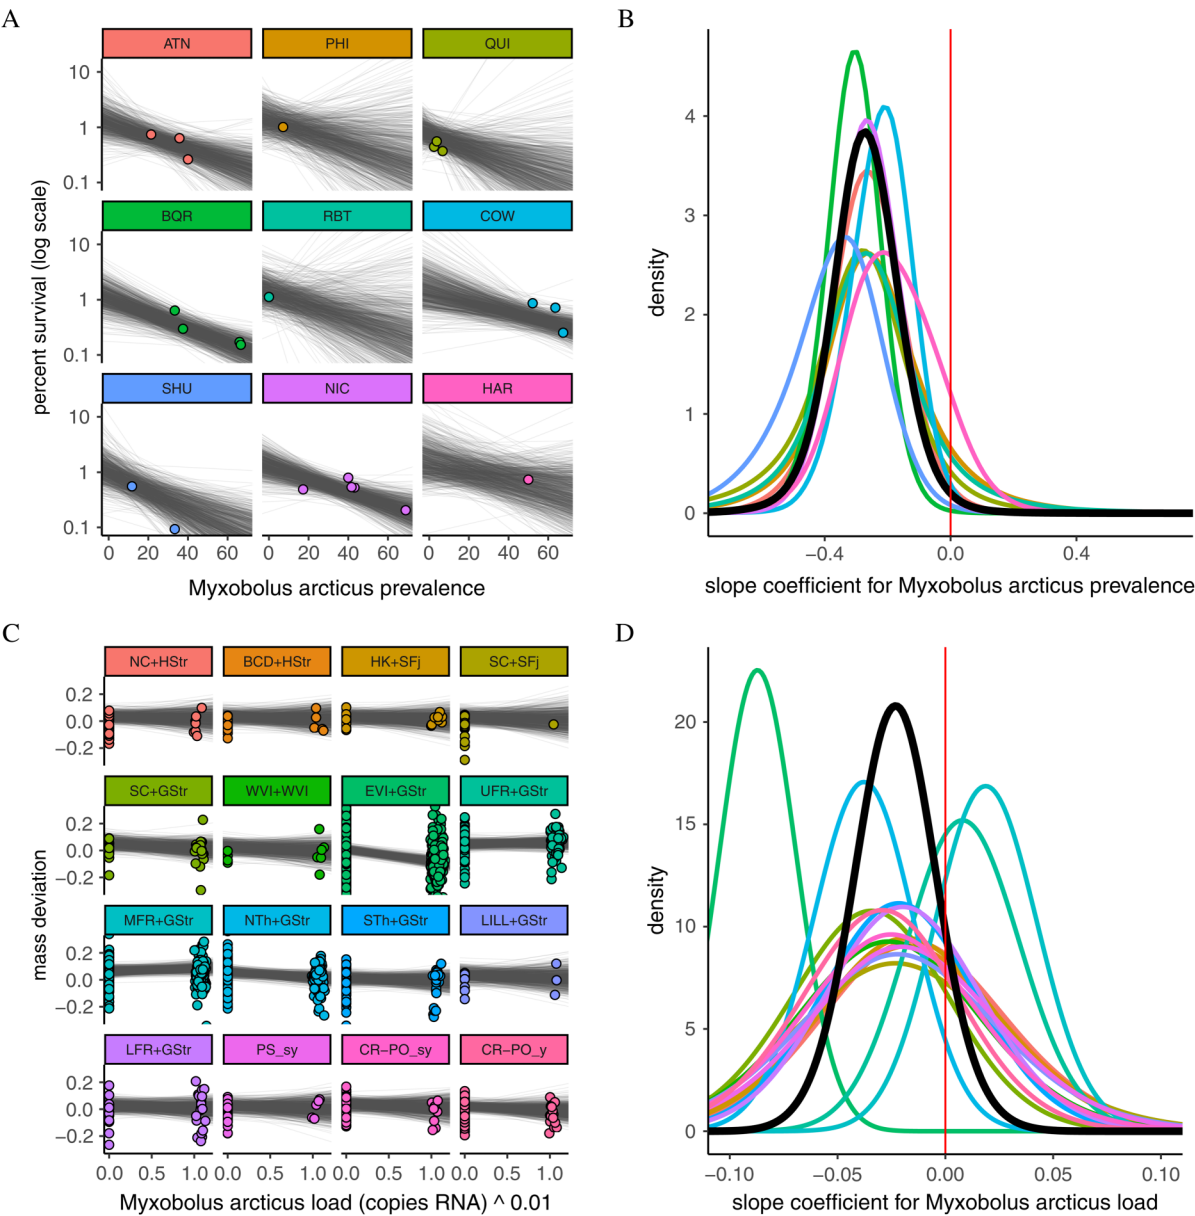 A
ATN PHI QUI
10
1
0.1
BQR RBT COW
10
1
0.1
SHU NIC HAR
10
1
0.1
0 20 40 60 0 20 40 60 0 20 40 60
percent survival (log scale)
Myxobolus arcticus prevalence
B
4
3
2
1
0
density
−0.4 0.0 0.4
slope coefficient for Myxobolus arcticus prevalence
C
NC+HStr BCD+HStr HK+SFj SC+SFj
0.2
0.0
−0.2
SC+GStr WVI+WVI EVI+GStr UFR+GStr
0.2
0.0
−0.2
MFR+GStr NTh+GStr STh+GStr LILL+GStr
0.2
0.0
−0.2
LFR+GStr PS_sy CR−PO_sy CR−PO_y
0.2
0.0
−0.2
0.0 0.5 1.0 0.0 0.5 1.0 0.0 0.5 1.0 0.0 0.5 1.0
mass deviation
Myxobolus arcticus load (copies RNA) ^ 0.01
D
20
15
10
5
0
density
−0.10 −0.05 0.00 0.05 0.10
slope coefficient for Myxobolus arcticus load